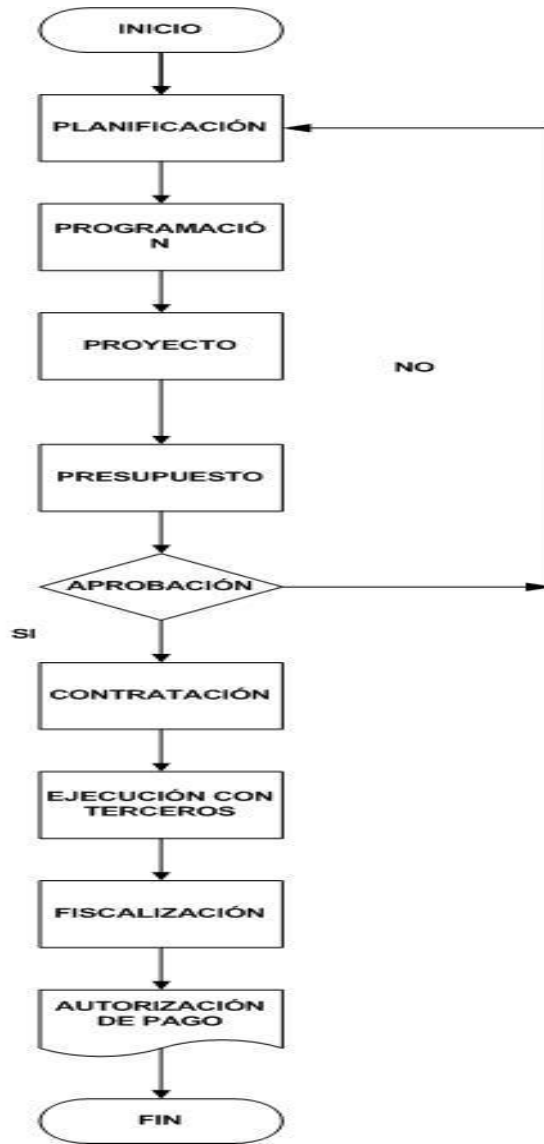 INICIO
PLANIFICACIÓN
PROGRAMACIÓ
N
PROYECTO
NO
PRESUPUESTO
APROBACIÓN
SI
CONTRATACIÓN
EJECUCIÓN CON
TERCEROS
FISCALIZACIÓN
AUTORIZACIÓN
DE PAGO
FIN